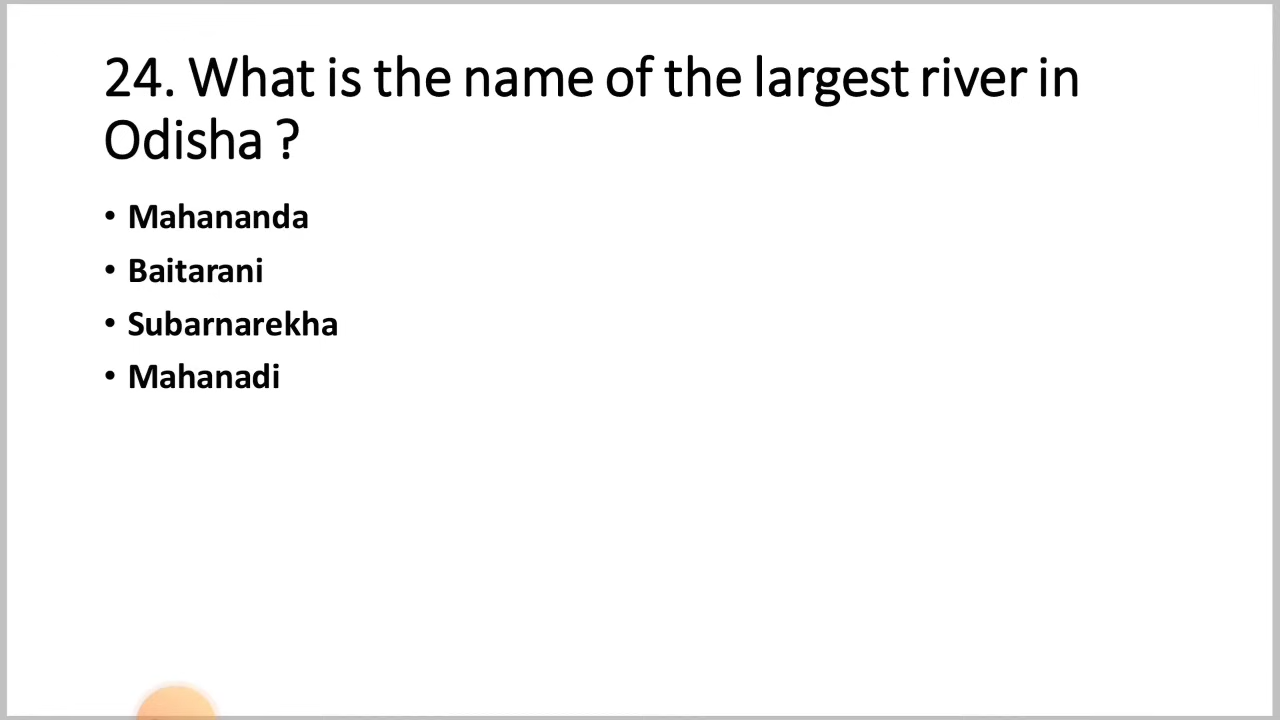 24. What is the name of the largest river in
Odisha ?
• Mahananda
• Baitarani
• Subarnarekha
• Mahanadi